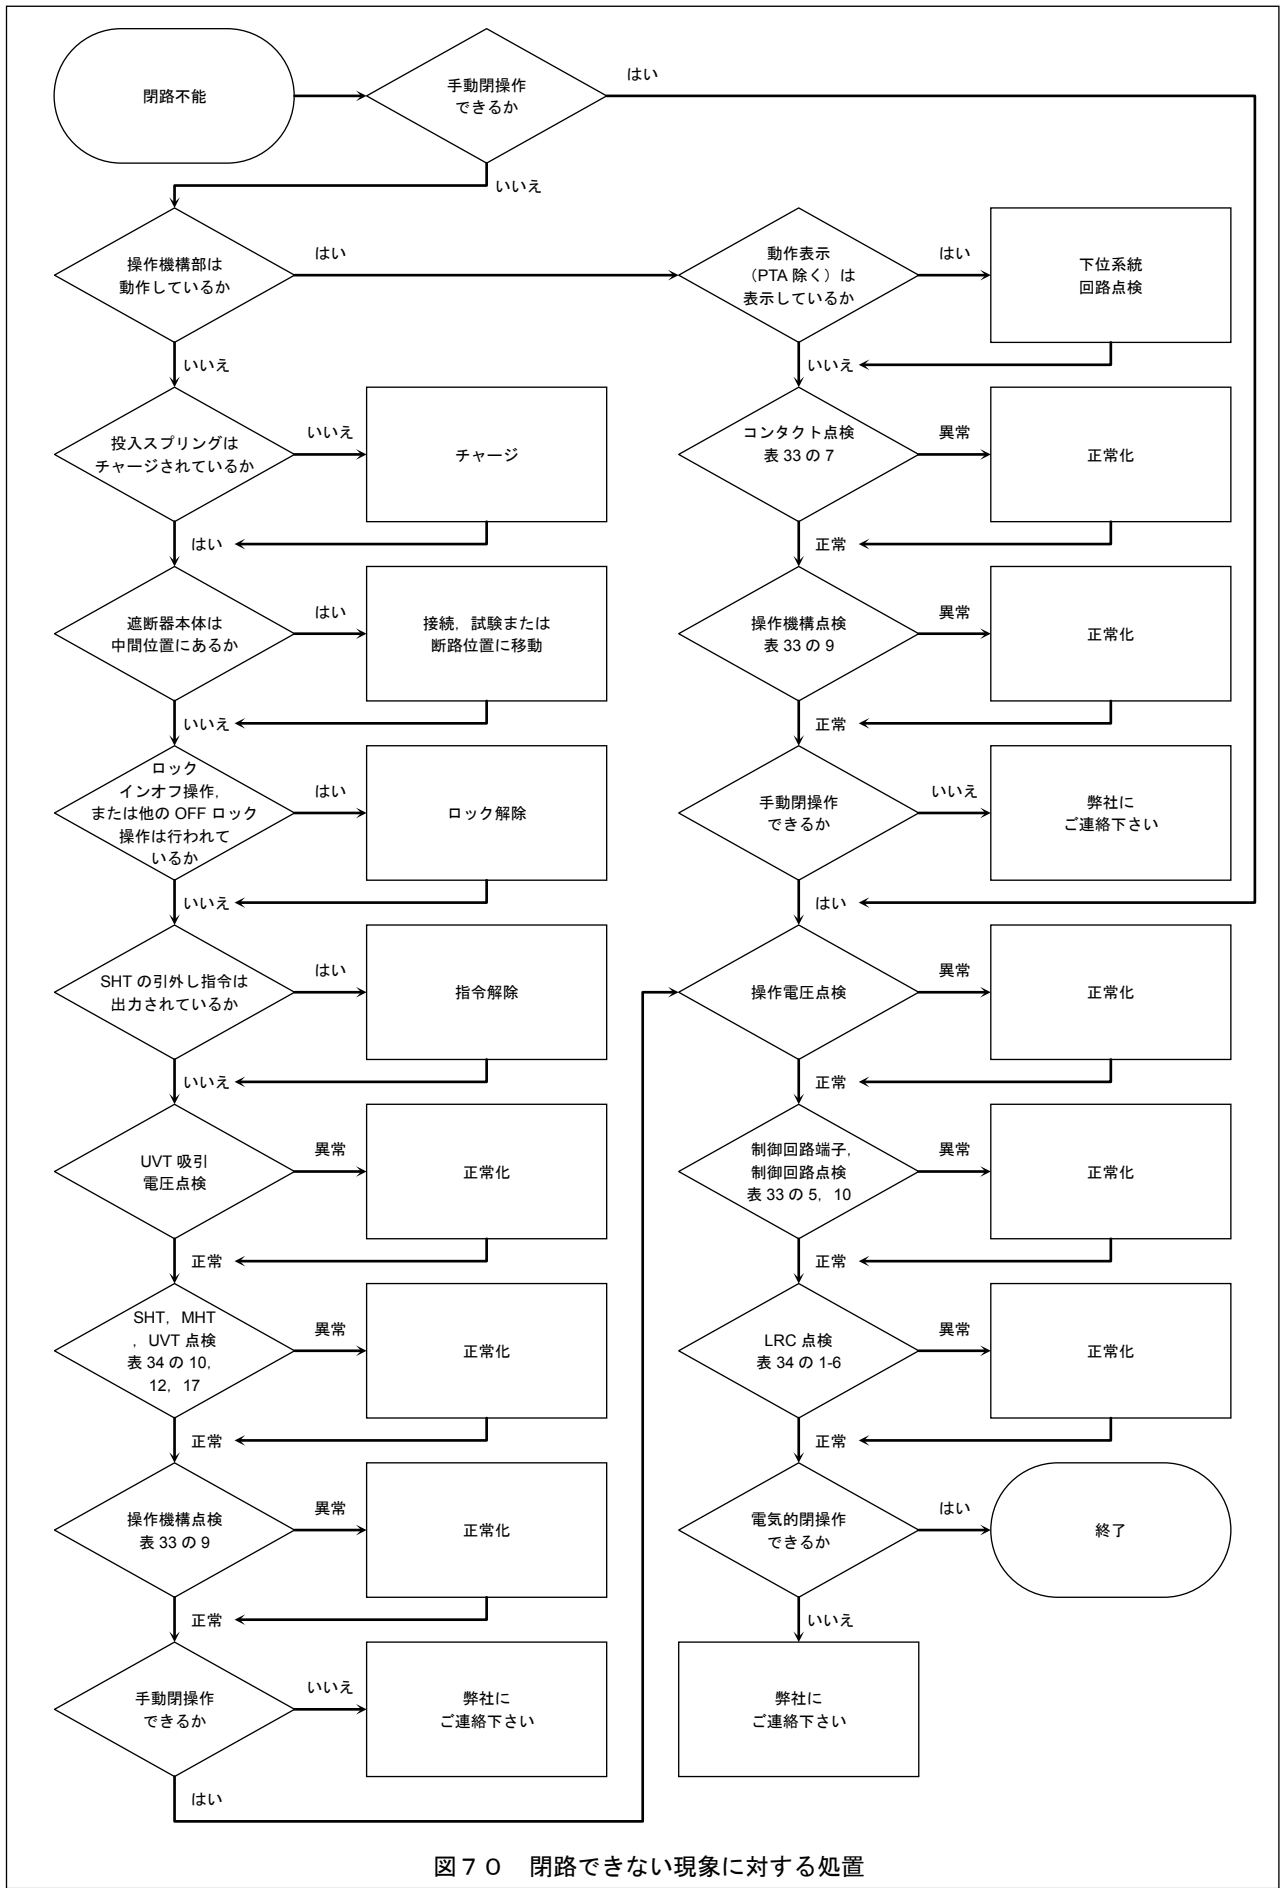 閉路不能
手動閉操作
できるか
はい
いいえ
操作機構部は
動作しているか
はい
いいえ
投入スプリングは
チャージされているか
いいえ
チャージ
はい
遮断器本体は
中間位置にあるか
はい
接続，試験または
断路位置に移動
いいえ
ロック
インオフ操作，
または他の OFF ロック
操作は行われて
いるか
はい
ロック解除
いいえ
SHT の引外し指令は
出力されているか
はい
指令解除
いいえ
UVT 吸引
電圧点検
異常
正常化
正常
SHT，MHT
，UVT 点検
表 34 の 10，
12，17
異常
正常化
正常
操作機構点検
表 33 の 9
異常
正常化
正常
手動閉操作
できるか
いいえ
弊社に
ご連絡下さい
はい
動作表示
（PTA 除く）は
表示しているか
はい
下位系統
回路点検
いいえ
コンタクト点検
表 33 の 7
異常
正常化
正常
操作機構点検
表 33 の 9
異常
正常化
正常
手動閉操作
できるか
いいえ
弊社に
ご連絡下さい
はい
操作電圧点検
異常
正常化
正常
制御回路端子，
制御回路点検
表 33 の 5，10
異常
正常化
正常
LRC 点検
表 34 の 1-6
異常
正常化
正常
電気的閉操作
できるか
はい
終了
いいえ
弊社に
ご連絡下さい
図７０　閉路できない現象に対する処置